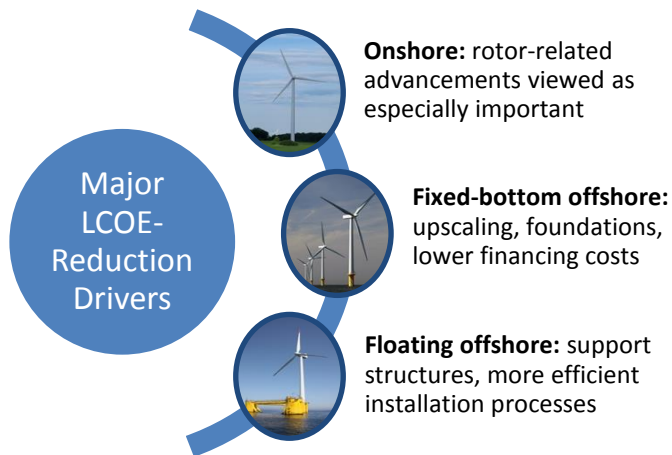 Major
LCOE-
Reduction
Drivers
Onshore: rotor-related
advancements viewed as
especially important
Fixed-bottom offshore:
upscaling, foundations,
lower financing costs
Floating offshore: support
structures, more efficient
installation processes